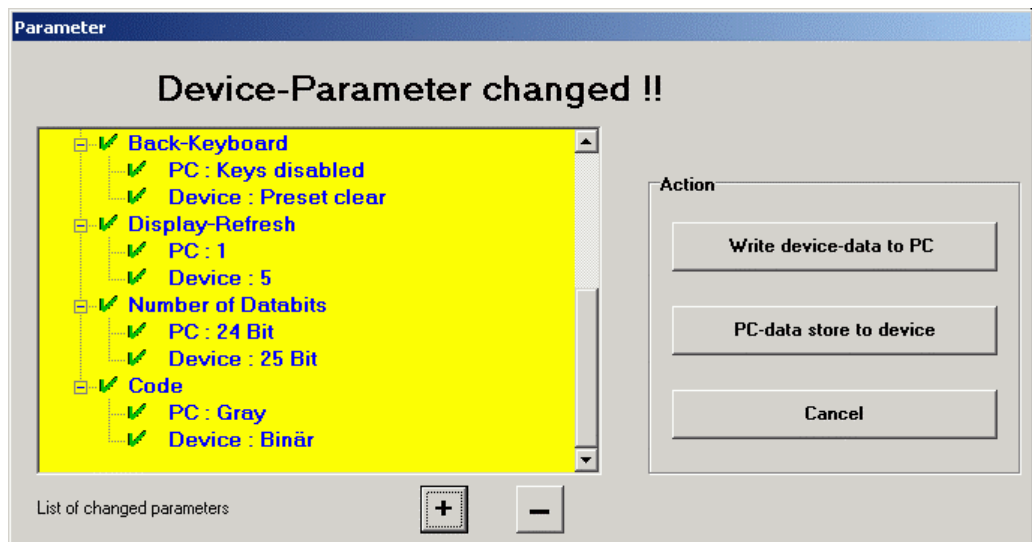 Parameter
Device-Parameter changed !!
Back-Keyboard
PC : Keys disabled
Device : Preset clear
Display-Refresh
PC : 1
Device : 5
Number of Databits
PC : 24 Bit
Device : 25 Bit
Code
PC : Gray
Device : Binär
List of changed parameters
+
−
Action
Write device-data to PC
PC-data store to device
Cancel